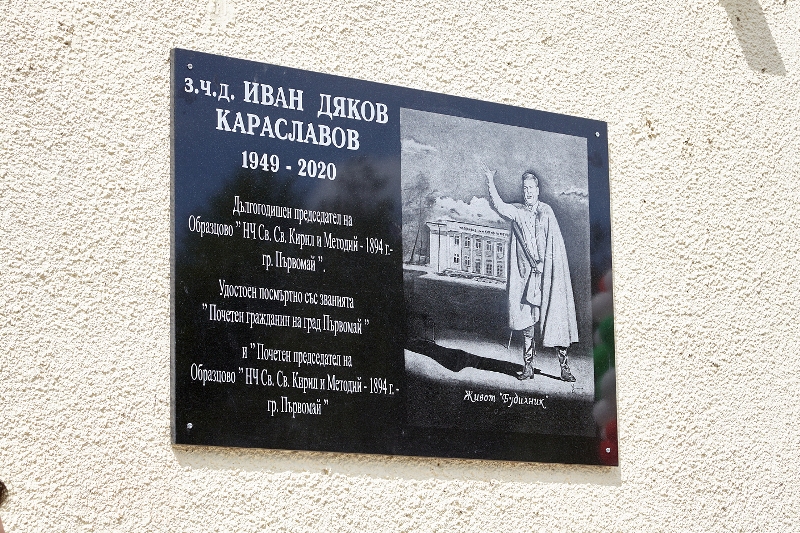 З.Ч.Д. ИВАН ДЯКОВ
КАРАСЛАВОВ
1949 - 2020
Дългогодишен председател на
Образцово " НЧ Св. Св. Кирил и Методий - 1894 г.-
гр. Първомай ".
Удостоен посмъртно със званията
" Почетен гражданин на град Първомай "
и " Почетен председател на
Образцово " НЧ Св. Св. Кирил и Методий - 1894 г. -
гр. Първомай "
Живот "Будилник"